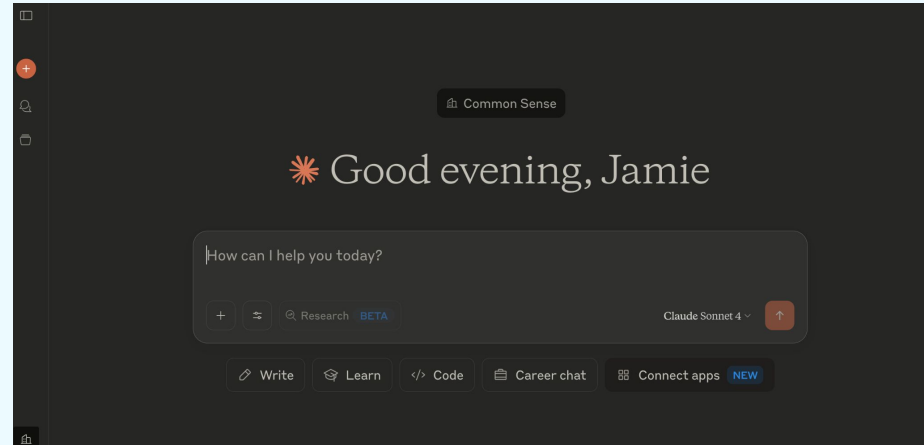 Common Sense
Good evening, Jamie
How can I help you today?
Research BETA Claude Sonnet 4
Write Learn Code Career chat Connect apps NEW